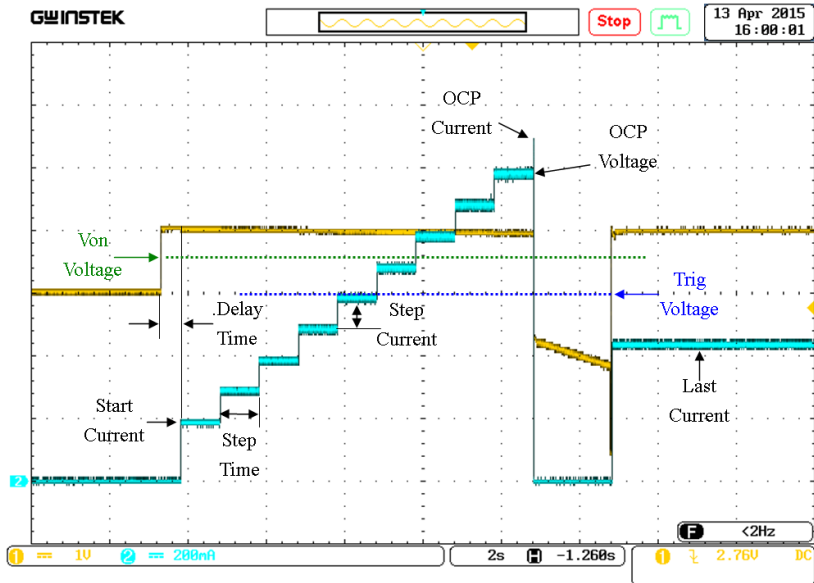 GWINSTEK
Stop
13 Apr 2015
16:00:01
OCP
Current
OCP
Voltage
Von
Voltage
Trig
Voltage
Delay
Time
Step
Current
Start
Current
Step
Time
Last
Current
2
F <2Hz
1 1V 2 200mA
2s H -1.260s
1 2.76V DC